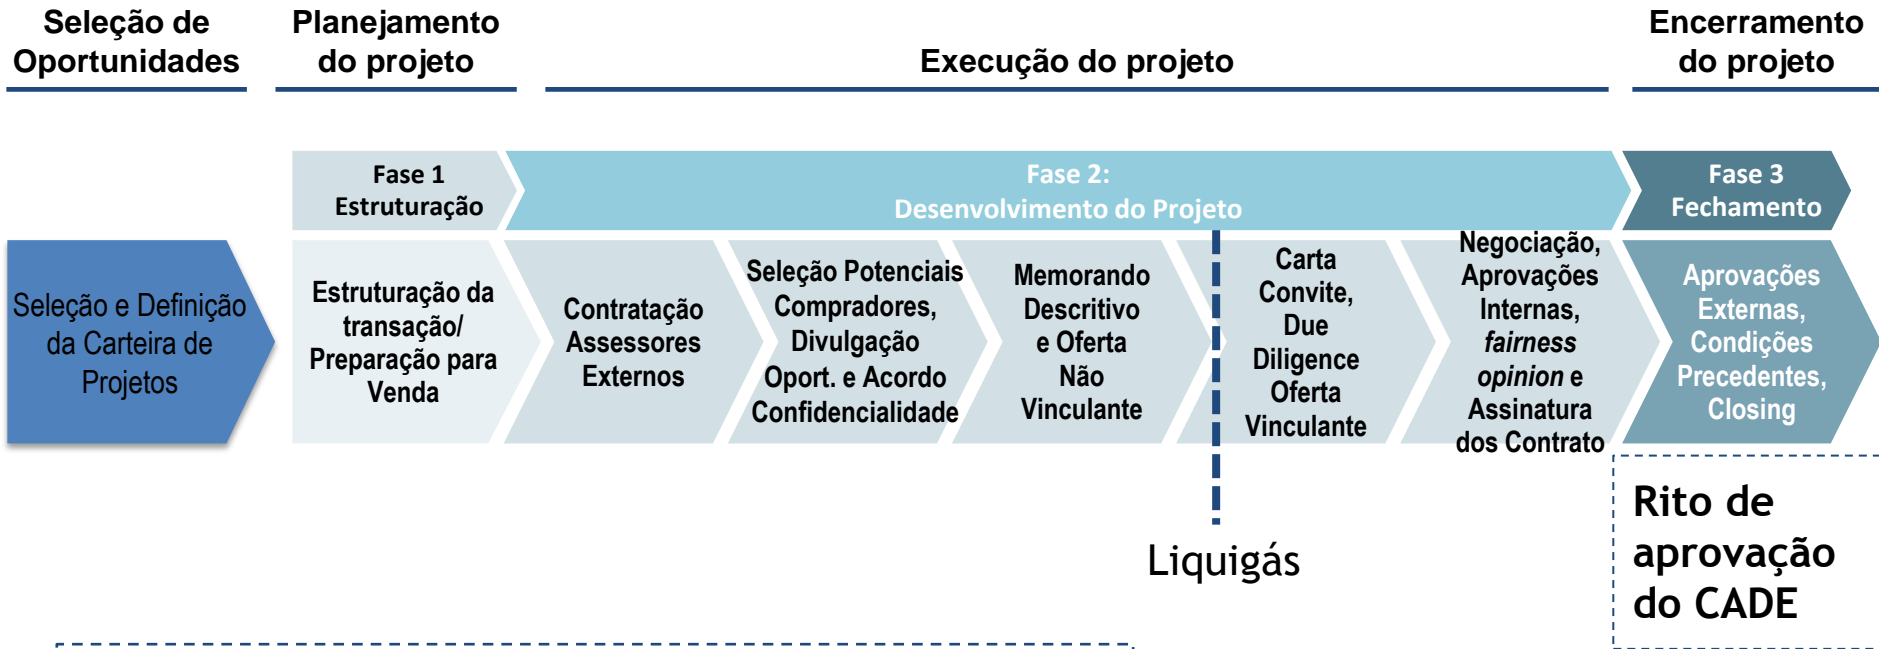 Seleção de
Oportunidades
Planejamento
do projeto
Execução do projeto
Encerramento
do projeto
Fase 1
Estruturação
Fase 2:
Desenvolvimento do Projeto
Fase 3
Fechamento
Seleção e Definição
da Carteira de
Projetos
Estruturação da
transação/
Preparação para
Venda
Contratação
Assessores
Externos
Seleção Potenciais
Compradores,
Divulgação
Oport. e Acordo
Confidencialidade
Memorando
Descritivo
e Oferta
Não
Vinculante
Carta
Convite,
Due
Diligence
Oferta
Vinculante
Negociação,
Aprovações
Internas,
fairness
opinion e
Assinatura
dos Contrato
Aprovações
Externas,
Condições
Precedentes,
Closing
Liquigás
Rito de
aprovação
do CADE